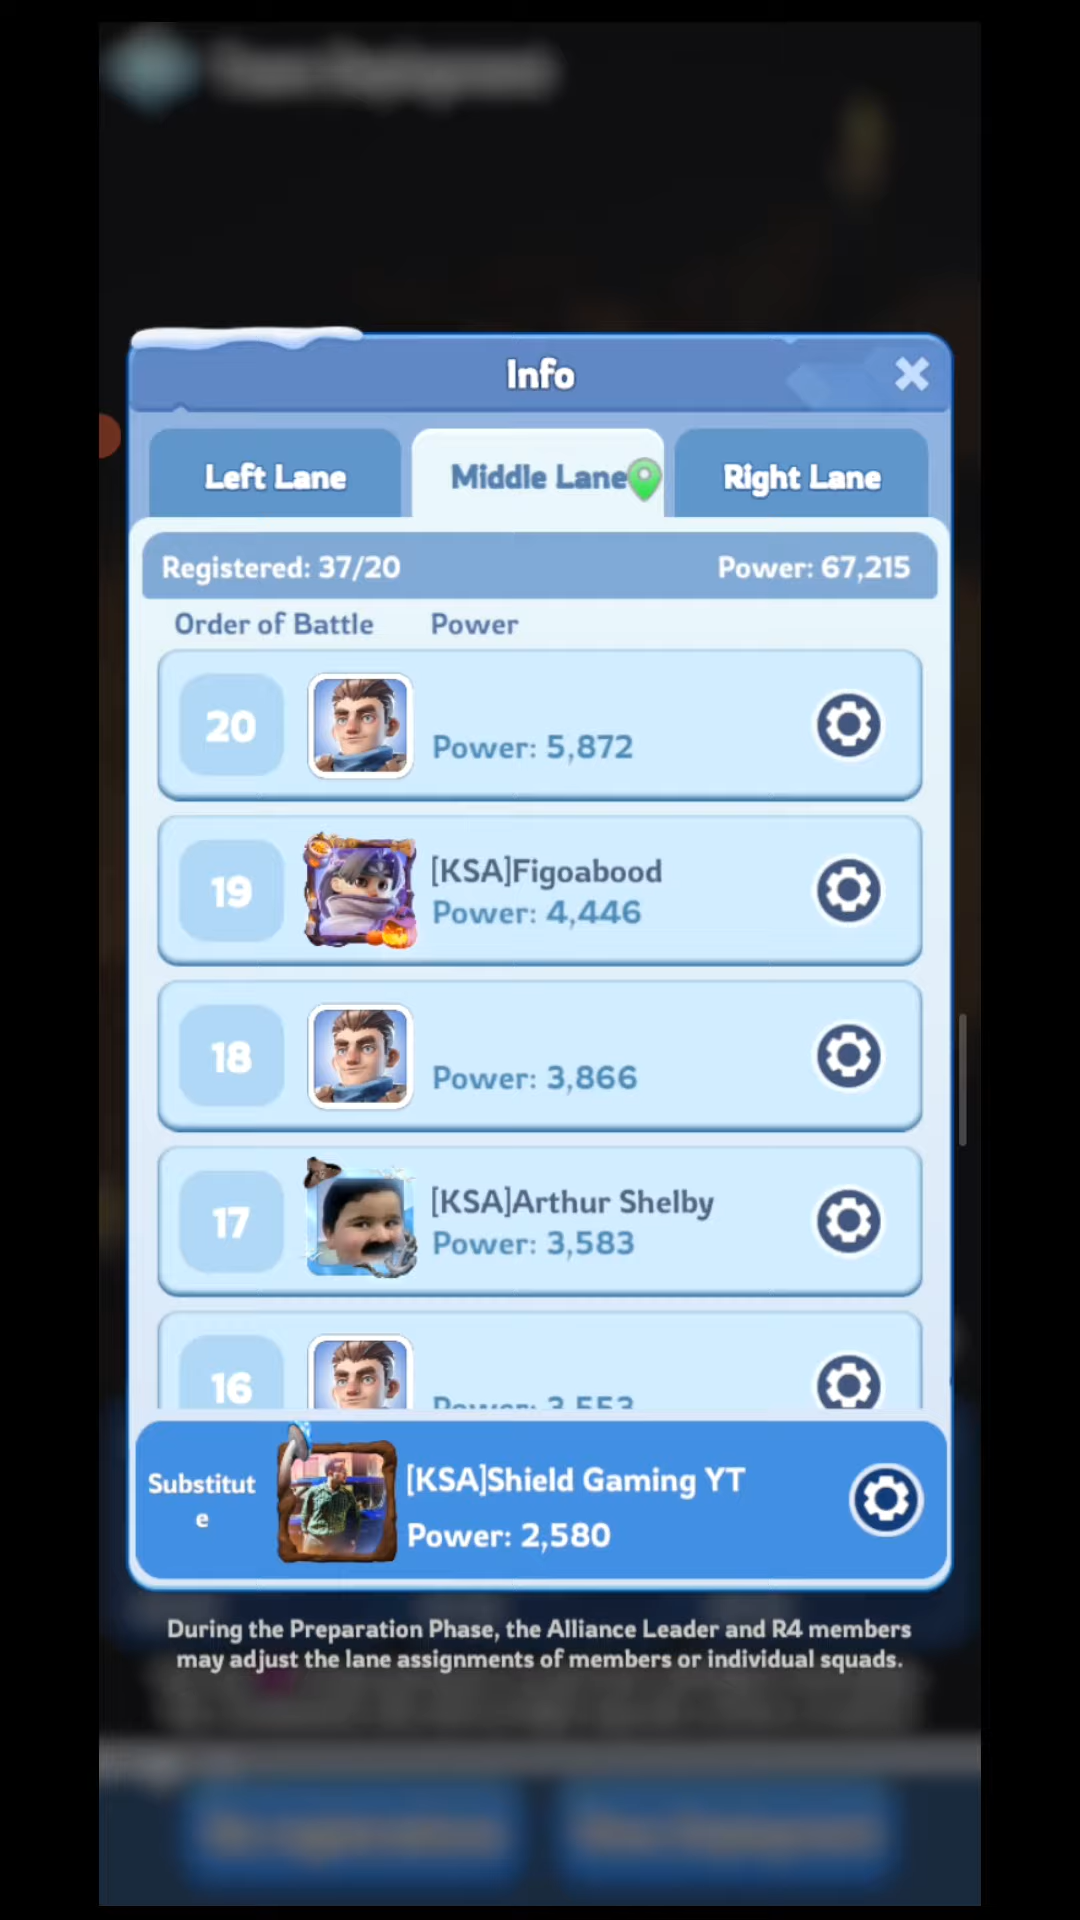 Info
Left Lane
Middle Lane
Right Lane
Registered: 37/20
Power: 67,215
Order of Battle
Power
20
Power: 5,872
19
[KSA]Figoabood
Power: 4,446
18
Power: 3,866
17
[KSA]Arthur Shelby
Power: 3,583
16
Power: 3,553
Substitut
e
[KSA]Shield Gaming YT
Power: 2,580
During the Preparation Phase, the Alliance Leader and R4 members
may adjust the lane assignments of members or individual squads.